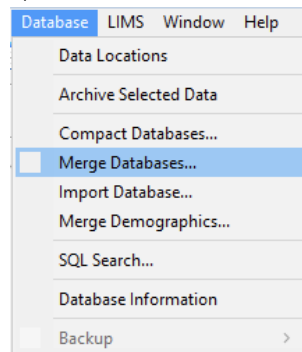 Database LIMS Window Help
Data Locations
Archive Selected Data
Compact Databases...
Merge Databases...
Import Database...
Merge Demographics...
SQL Search...
Database Information
Backup >